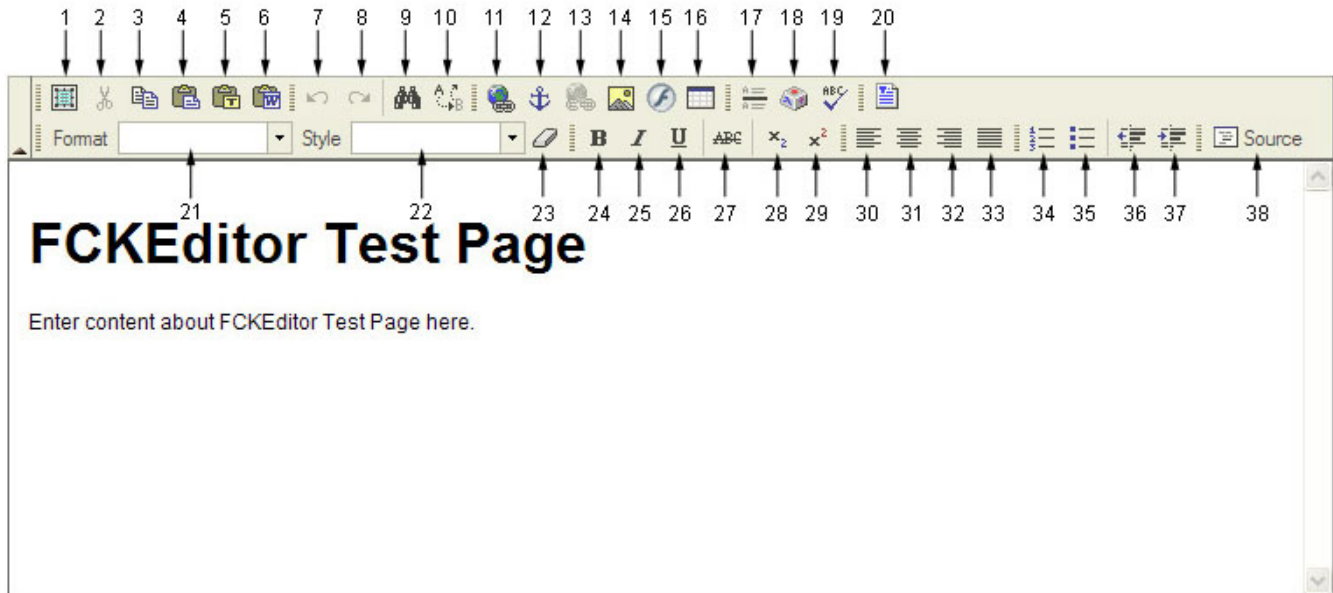 1 2 3 4 5 6 7 8 9 10 11 12 13 14 15 16 17 18 19 20
Format Style B I U ABC x₂ x² Source
21 22 23 24 25 26 27 28 29 30 31 32 33 34 35 36 37 38
FCKEditor Test Page
Enter content about FCKEditor Test Page here.